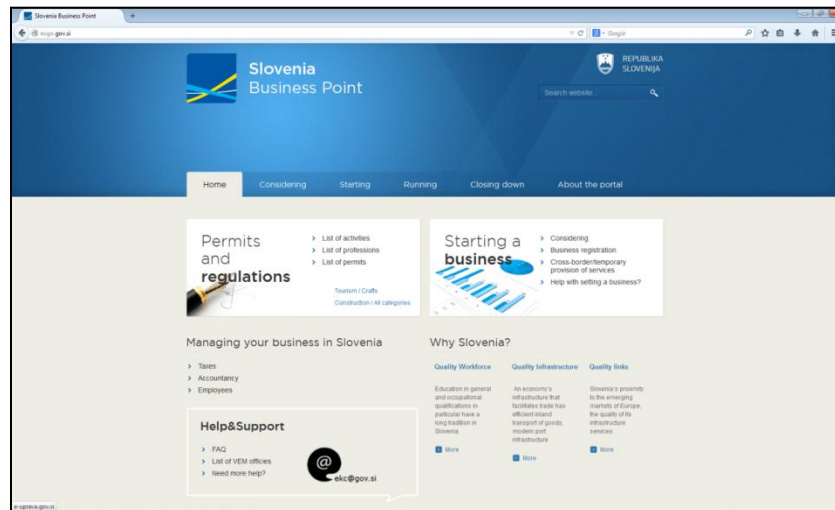 Slovenia Business Point
eugo.gov.si
Google
Slovenia
Business Point
REPUBLIKA
SLOVENIJA
Search website...
Home
Considering
Starting
Running
Closing down
About the portal
Permits
and
regulations
List of activities
List of professions
List of permits
Tourism / Crafts
Construction / All categories
Starting a
business
Considering
Business registration
Cross-border/temporary
provision of services
Help with setting a business?
Managing your business in Slovenia
Taxes
Accountancy
Employees
Help&Support
FAQ
List of VEM officies
Need more help?
@
ekc@gov.si
Why Slovenia?
Quality Workforce
Education in general
and occupational
qualifications in
particular have a
long tradition in
Slovenia
More
Quality Infrastructure
An economy's
infrastructure that
facilitates trade has
efficient inland
transport of goods,
modern port
infrastructure
More
Quality links
Slovenia's proximity
to the emerging
markets of Europe,
the quality of its
infrastructure
services
More
e-uprava.gov.si